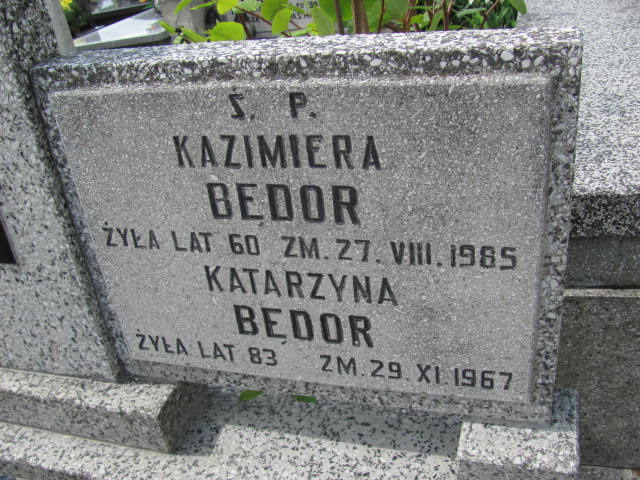 Ś. P.
KAZIMIERA
BĘDOR
ŻYŁA LAT 60 ZM. 27. VIII. 1985
KATARZYNA
BĘDOR
ŻYŁA LAT 83 ZM. 29. XI. 1967